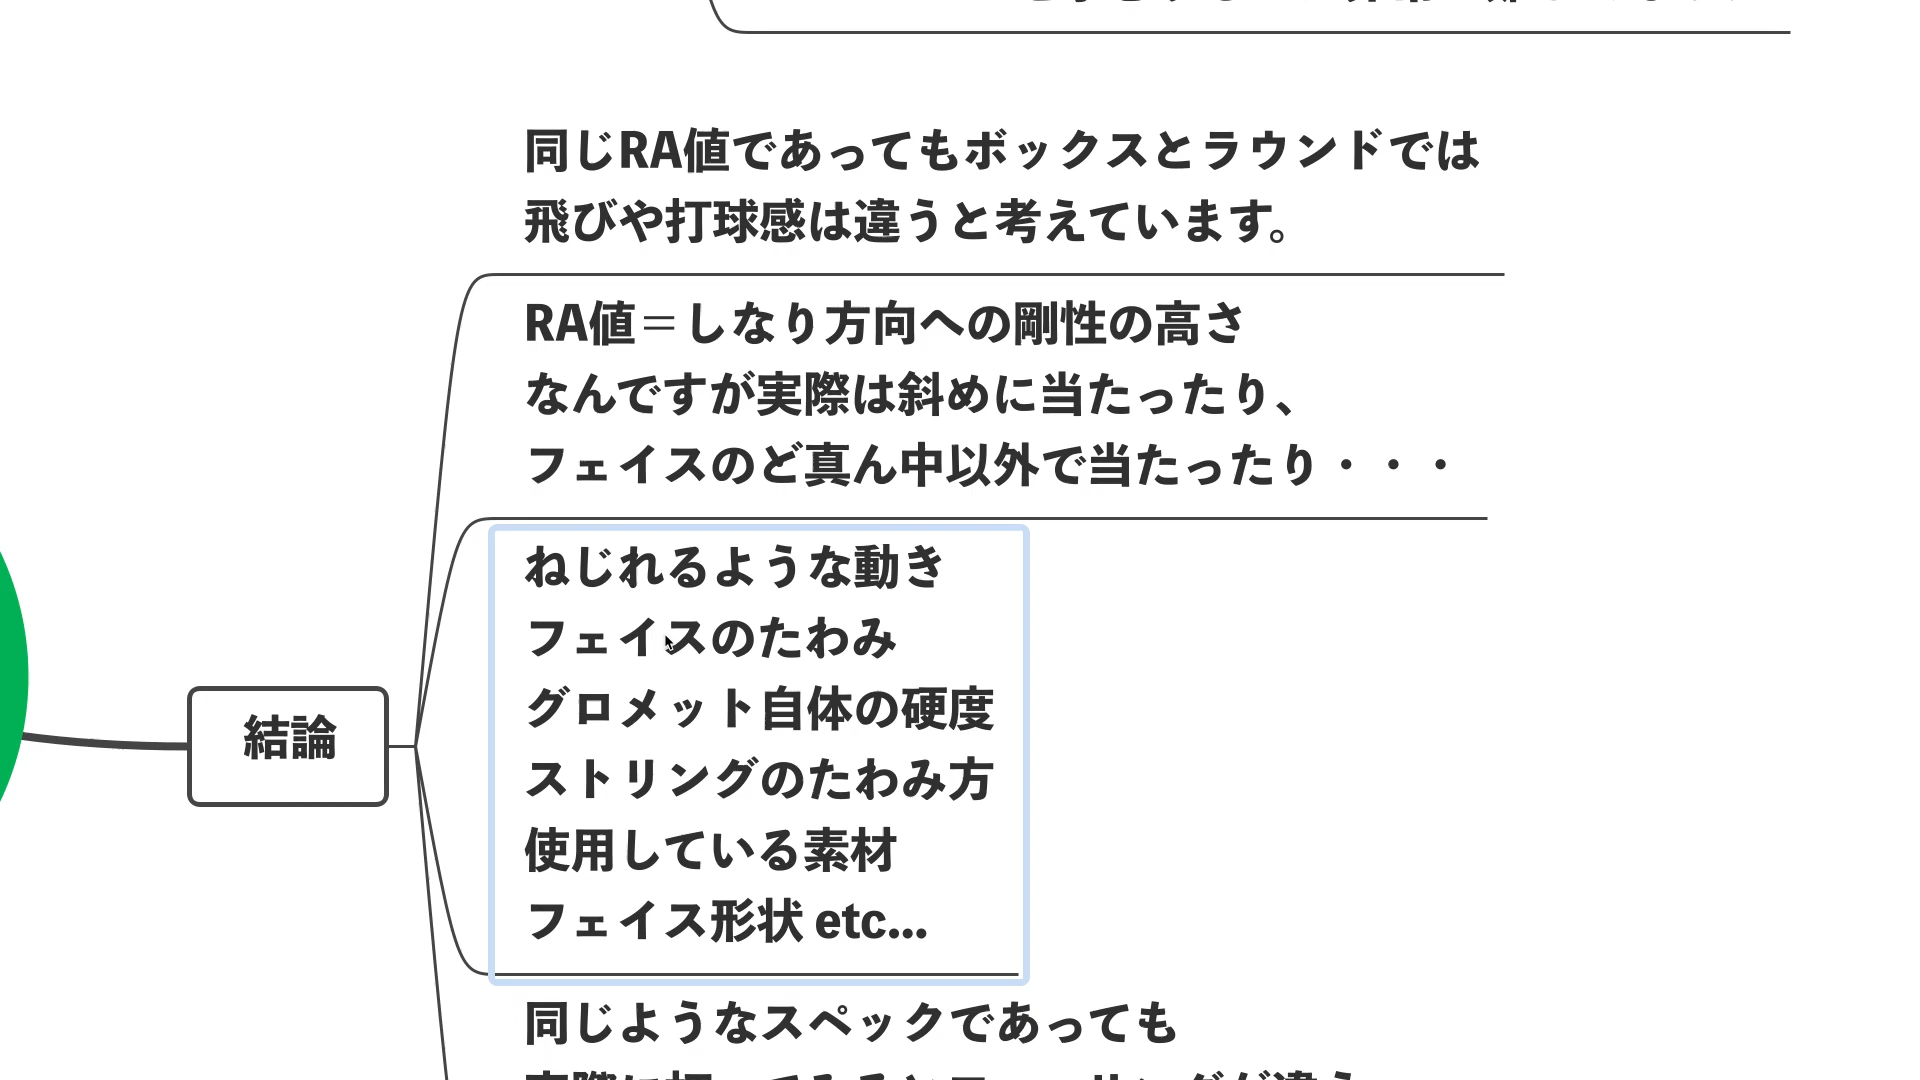 同じRA値であってもボックスとラウンドでは
飛びや打球感は違うと考えています。
RA値＝しなり方向への剛性の高さ
なんですが実際は斜めに当たったり、
フェイスのど真ん中以外で当たったり・・・
ねじれるような動き
フェイスのたわみ
グロメット自体の硬度
ストリングのたわみ方
使用している素材
フェイス形状 etc...
結論
同じようなスペックであっても